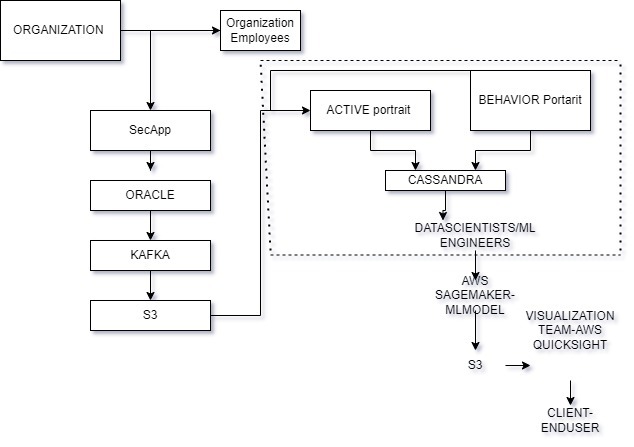 ORGANIZATION
Organization
Employees
SecApp
ORACLE
KAFKA
S3
ACTIVE portrait
BEHAVIOR Portarit
CASSANDRA
DATASCIENTISTS/ML
ENGINEERS
AWS
SAGEMAKER-
MLMODEL
S3
VISUALIZATION
TEAM-AWS
QUICKSIGHT
CLIENT-
ENDUSER